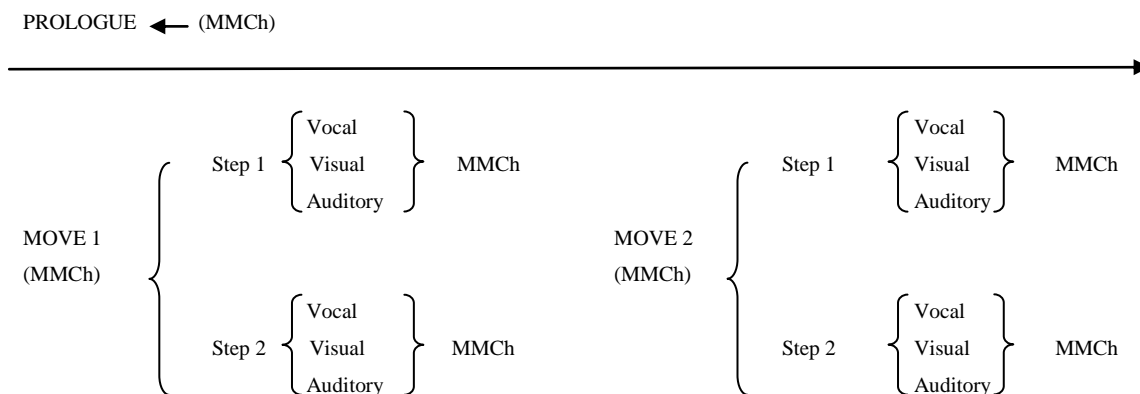 PROLOGUE (MMCh)
Vocal
Step 1 Visual MMCh
Auditory
MOVE 1
(MMCh)
Vocal
Step 2 Visual MMCh
Auditory
Vocal
Step 1 Visual MMCh
Auditory
MOVE 2
(MMCh)
Vocal
Step 2 Visual MMCh
Auditory